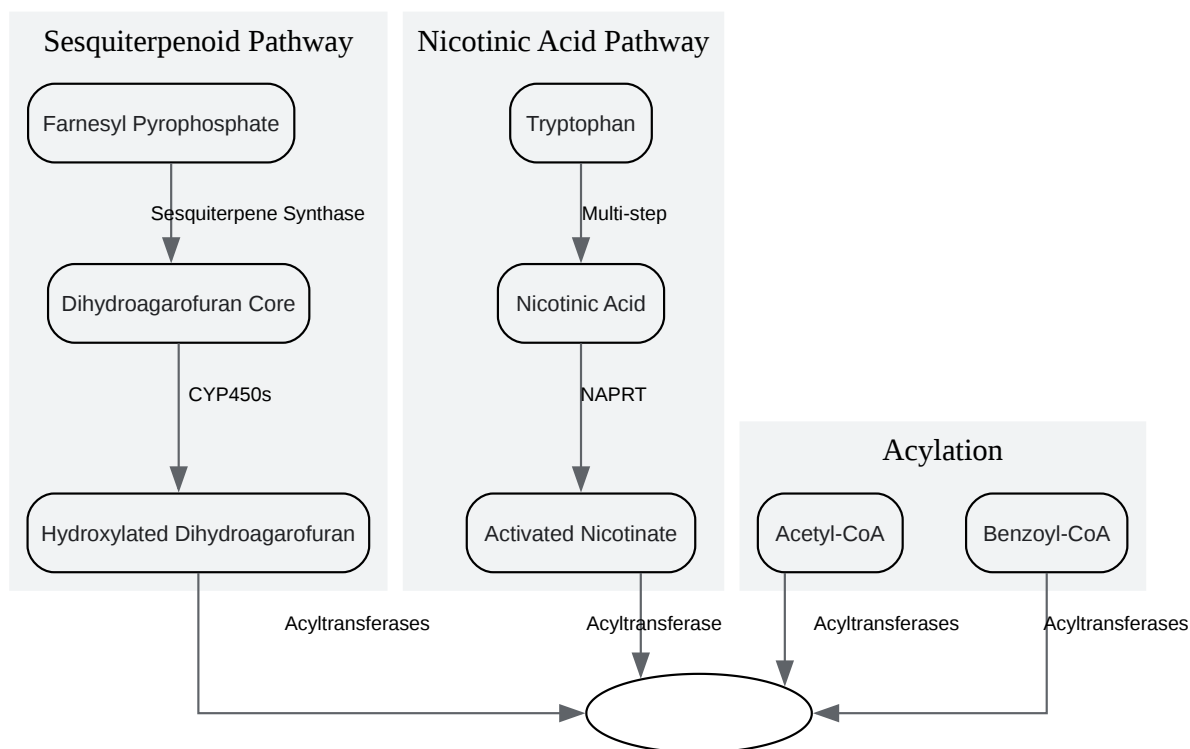 Sesquiterpenoid Pathway
Farnesyl Pyrophosphate
Sesquiterpene Synthase
Dihydroagarofuran Core
CYP450s
Hydroxylated Dihydroagarofuran
Acyltransferases
Nicotinic Acid Pathway
Tryptophan
Multi-step
Nicotinic Acid
NAPRT
Activated Nicotinate
Acyltransferase
Acylation
Acetyl-CoA
Acyltransferases
Benzoyl-CoA
Acyltransferases